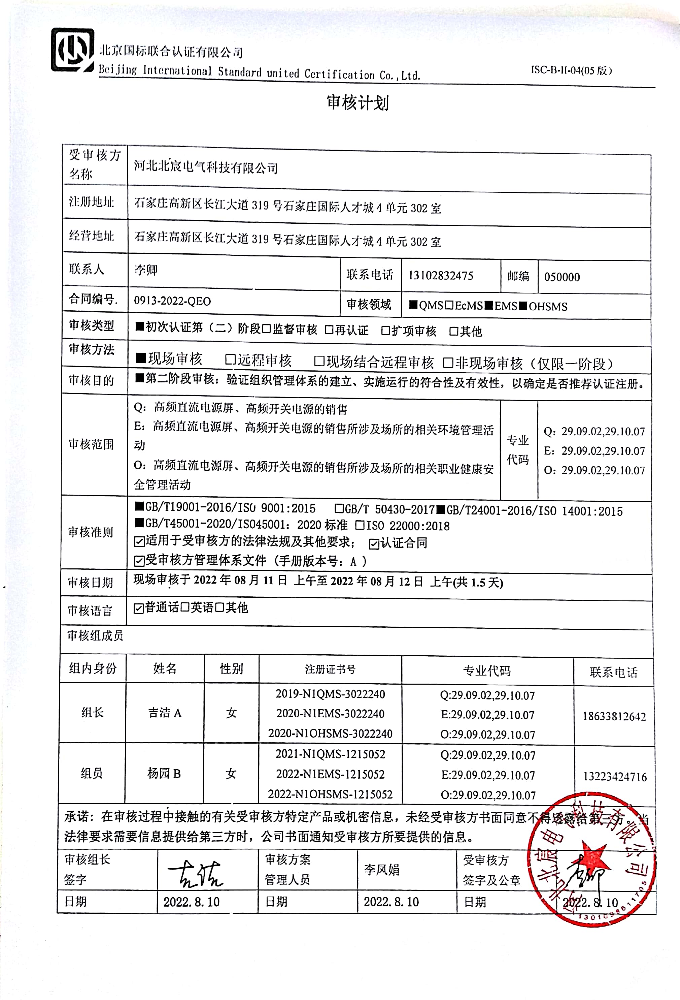 北京国标联合认证有限公司
Beijing International Standard united Certification Co.,Ltd.
ISC-B-II-04(05 版)
审核计划
受审核方
名称
河北北宸电气科技有限公司
注册地址
石家庄高新区长江大道 319 号石家庄国际人才城 4 单元 302 室
经营地址
石家庄高新区长江大道 319 号石家庄国际人才城 4 单元 302 室
联系人
李卿
联系电话
13102832475
邮编
050000
合同编号.
0913-2022-QEO
审核领域
■QMS□EcMS■EMS■OHSMS
审核类型
■初次认证第（二）阶段□监督审核 □再认证 □扩项审核 □其他
审核方法
■现场审核 □远程审核 □现场结合远程审核 □非现场审核（仅限一阶段）
审核目的
■第二阶段审核：验证组织管理体系的建立、实施运行的符合性及有效性，以确定是否推荐认证注册。
审核范围
Q：高频直流电源屏、高频开关电源的销售
E：高频直流电源屏、高频开关电源的销售所涉及场所的相关环境管理活
动
O：高频直流电源屏、高频开关电源的销售所涉及场所的相关职业健康安
全管理活动
专业
代码
Q：29.09.02,29.10.07
E：29.09.02,29.10.07
O：29.09.02,29.10.07
审核准则
■GB/T19001-2016/ISO 9001:2015 □GB/T 50430-2017■GB/T24001-2016/ISO 14001:2015
■GB/T45001-2020/ISO45001：2020 标准 □ISO 22000:2018
☑适用于受审核方的法律法规及其他要求； ☑认证合同
☑受审核方管理体系文件（手册版本号：A ）
审核日期
现场审核于 2022 年 08 月 11 日 上午至 2022 年 08 月 12 日 上午(共 1.5 天)
审核语言
☑普通话□英语□其他
审核组成员
组内身份 姓名 性别 注册证书号 专业代码 联系电话
组长
吉洁 A
女
2019-N1QMS-3022240
2020-N1EMS-3022240
2020-N1OHSMS-3022240
Q:29.09.02,29.10.07
E:29.09.02,29.10.07
O:29.09.02,29.10.07
18633812642
组员
杨园 B
女
2021-N1QMS-1215052
2022-N1EMS-1215052
2022-N1OHSMS-1215052
Q:29.09.02,29.10.07
E:29.09.02,29.10.07
O:29.09.02,29.10.07
13223424716
承诺：在审核过程中接触的有关受审核方特定产品或机密信息，未经受审核方书面同意不得透露给第三方。当
法律要求需要信息提供给第三方时，公司书面通知受审核方所要提供的信息。
审核组长
签字
吉洁
审核方案
管理人员
李凤娟
受审核方
签字及公章
李卿
日期
2022.8.10
日期
2022.8.10
日期
2022.8.10
河北北宸电气科技有限公司